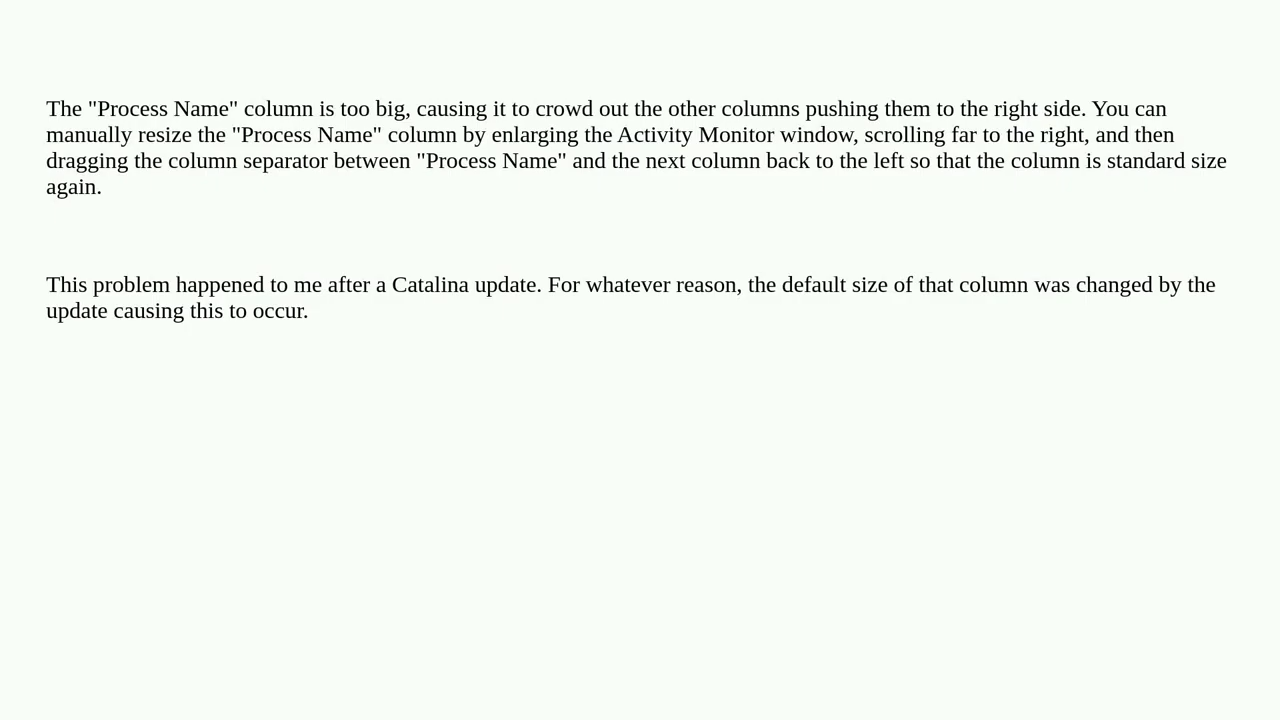 The "Process Name" column is too big, causing it to crowd out the other columns pushing them to the right side. You can
manually resize the "Process Name" column by enlarging the Activity Monitor window, scrolling far to the right, and then
dragging the column separator between "Process Name" and the next column back to the left so that the column is standard size
again.
This problem happened to me after a Catalina update. For whatever reason, the default size of that column was changed by the
update causing this to occur.